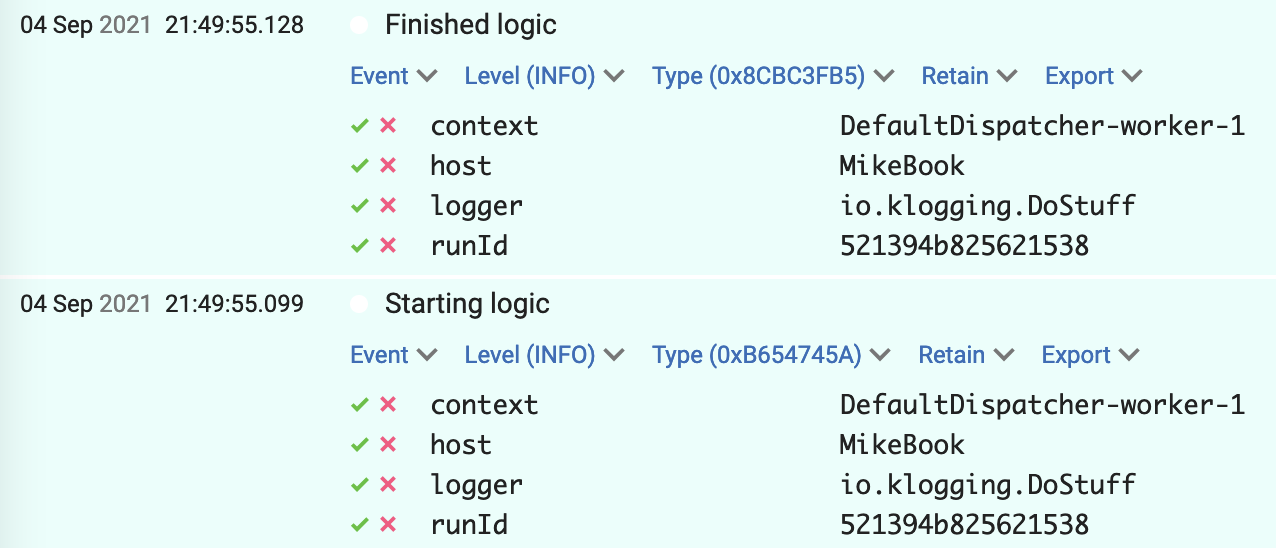 04 Sep 2021 21:49:55.128 Finished logic
Event Level (INFO) Type (0x8CBC3FB5) Retain Export
context DefaultDispatcher-worker-1
host MikeBook
logger io.klogging.DoStuff
runId 521394b825621538
04 Sep 2021 21:49:55.099 Starting logic
Event Level (INFO) Type (0xB654745A) Retain Export
context DefaultDispatcher-worker-1
host MikeBook
logger io.klogging.DoStuff
runId 521394b825621538